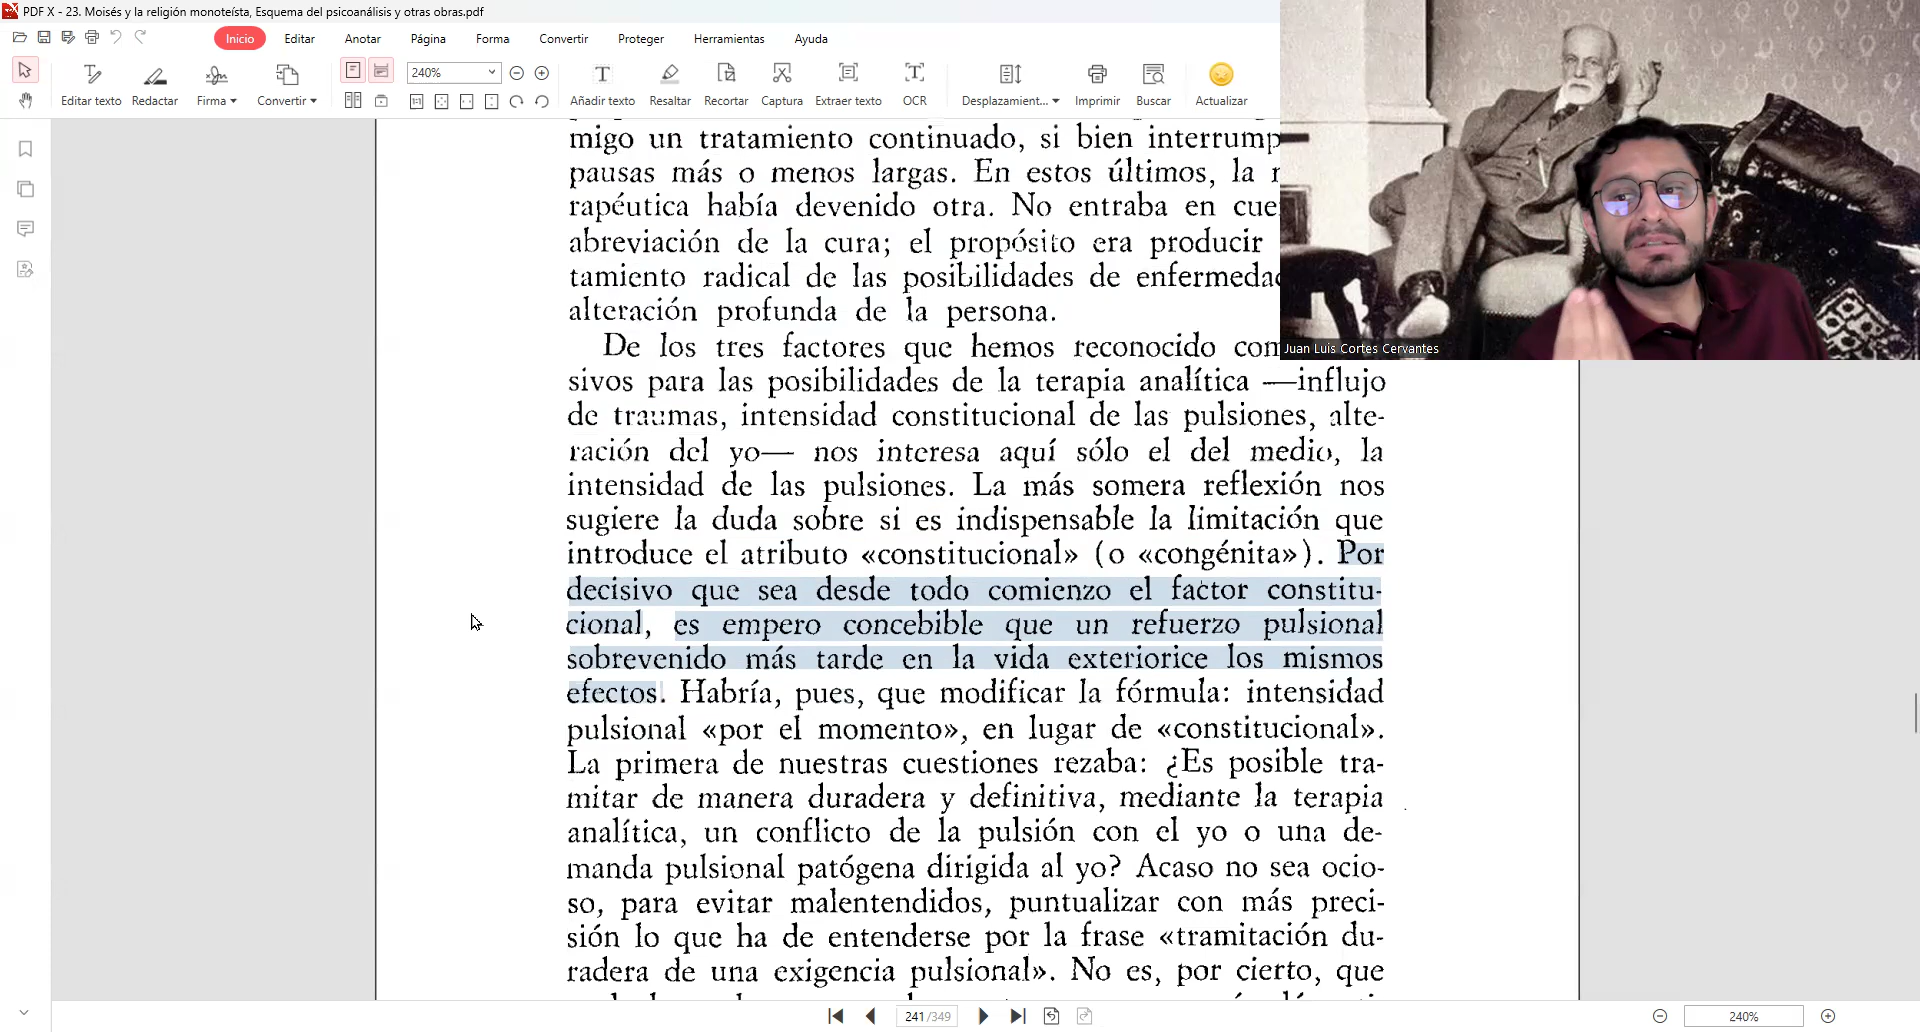 PDF X - 23. Moisés y la religión monoteísta, Esquema del psicoanálisis y otras obras.pdf
Inicio Editar Anotar Página Forma Convertir Proteger Herramientas Ayuda
240%
Editar texto Redactar Firma Convertir Añadir texto Resaltar Recortar Captura Extraer texto OCR Desplazamient... Imprimir Buscar Actualizar
migo un tratamiento continuado, si bien interrump
pausas más o menos largas. En estos últimos, la
rapéutica había devenido otra. No entraba en cue
abreviación de la cura; el propósito era producir
tamiento radical de las posibilidades de enfermeda
alteración profunda de la persona.
Juan Luis Cortes Cervantes
De los tres factores que hemos reconocido com
sivos para las posibilidades de la terapia analítica —influjo
de traumas, intensidad constitucional de las pulsiones, alte-
ración del yo— nos interesa aquí sólo el del medio, la
intensidad de las pulsiones. La más somera reflexión nos
sugiere la duda sobre si es indispensable la limitación que
introduce el atributo «constitucional» (o «congénita»). Por
decisivo que sea desde todo comienzo el factor constitu-
cional, es empero concebible que un refuerzo pulsional
sobrevenido más tarde en la vida exteriorice los mismos
efectos. Habría, pues, que modificar la fórmula: intensidad
pulsional «por el momento», en lugar de «constitucional».
La primera de nuestras cuestiones rezaba: ¿Es posible tra-
mitar de manera duradera y definitiva, mediante la terapia
analítica, un conflicto de la pulsión con el yo o una de-
manda pulsional patógena dirigida al yo? Acaso no sea ocio-
so, para evitar malentendidos, puntualizar con más preci-
sión lo que ha de entenderse por la frase «tramitación du-
radera de una exigencia pulsional». No es, por cierto, que
241 /349
240%